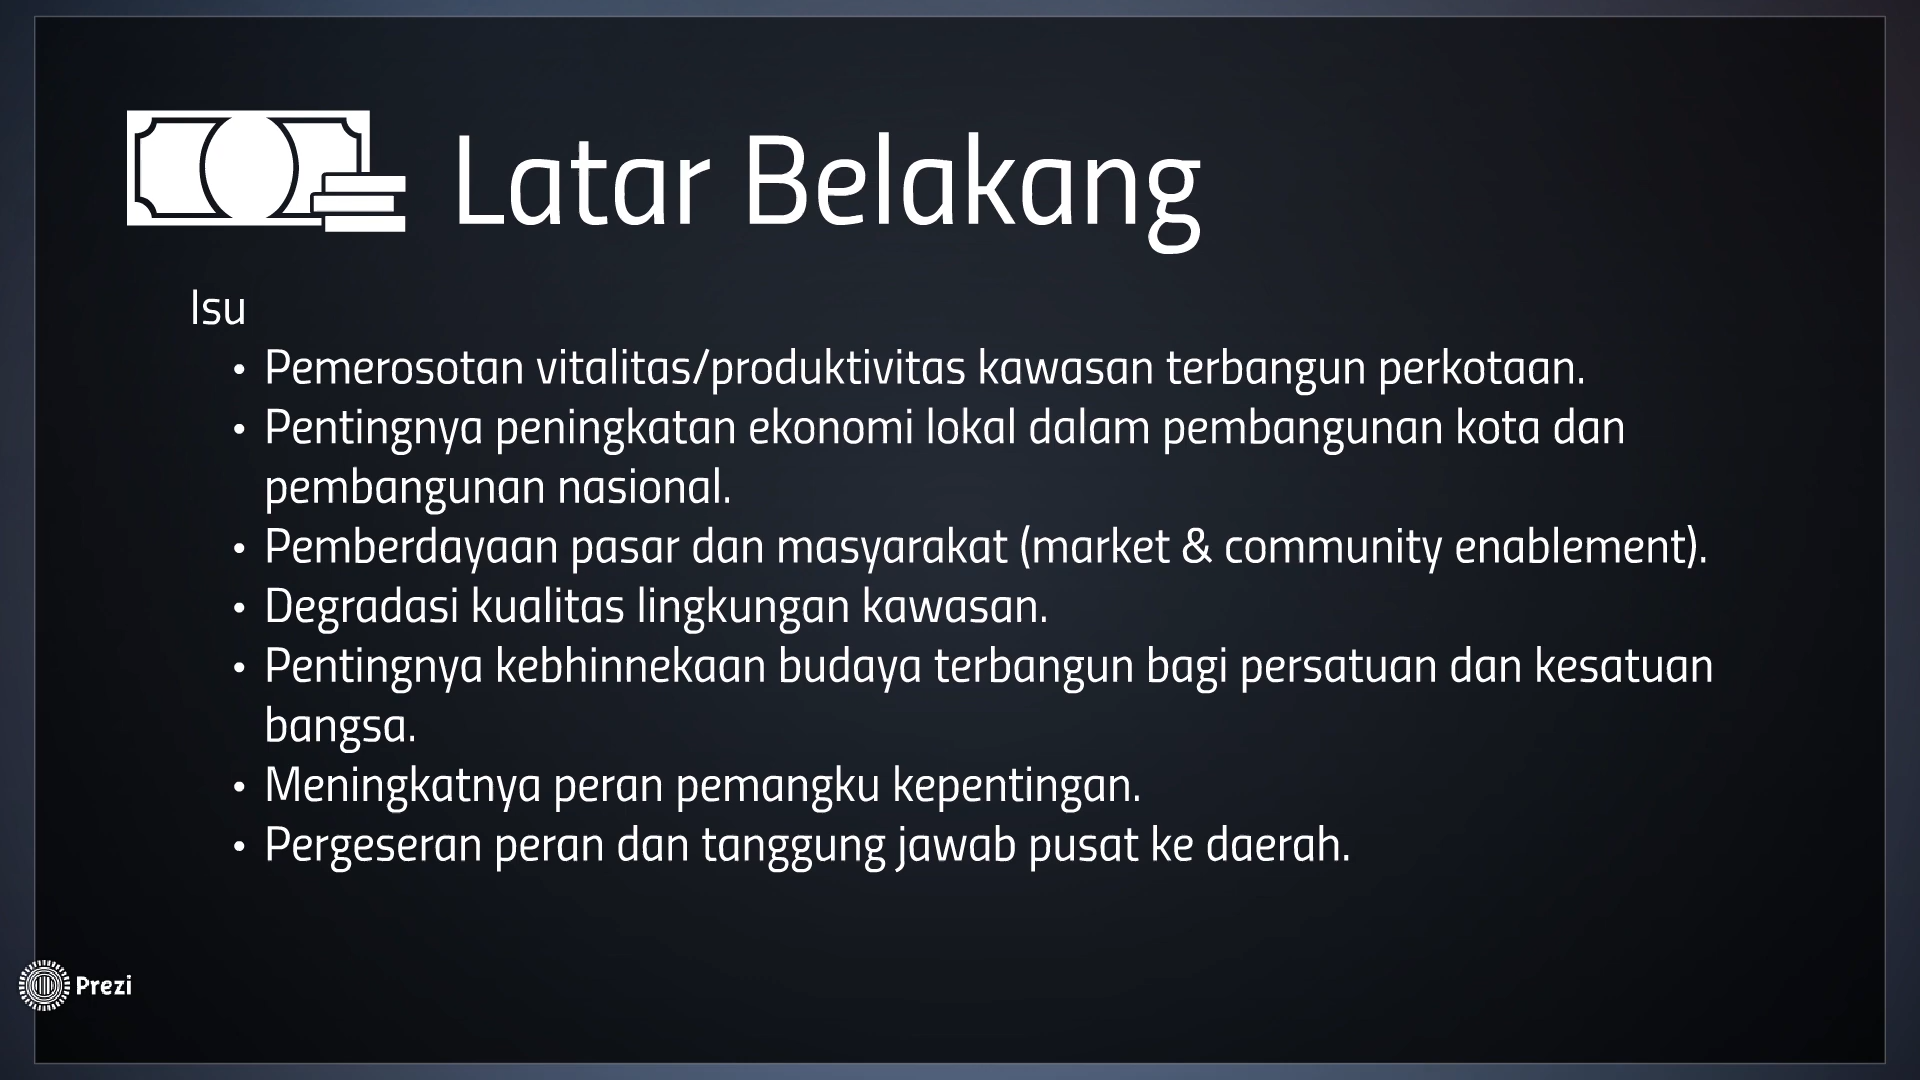 Latar Belakang
Isu
• Pemerosotan vitalitas/produktivitas kawasan terbangun perkotaan.
• Pentingnya peningkatan ekonomi lokal dalam pembangunan kota dan
pembangunan nasional.
• Pemberdayaan pasar dan masyarakat (market & community enablement).
• Degradasi kualitas lingkungan kawasan.
• Pentingnya kebhinnekaan budaya terbangun bagi persatuan dan kesatuan
bangsa.
• Meningkatnya peran pemangku kepentingan.
• Pergeseran peran dan tanggung jawab pusat ke daerah.
Prezi